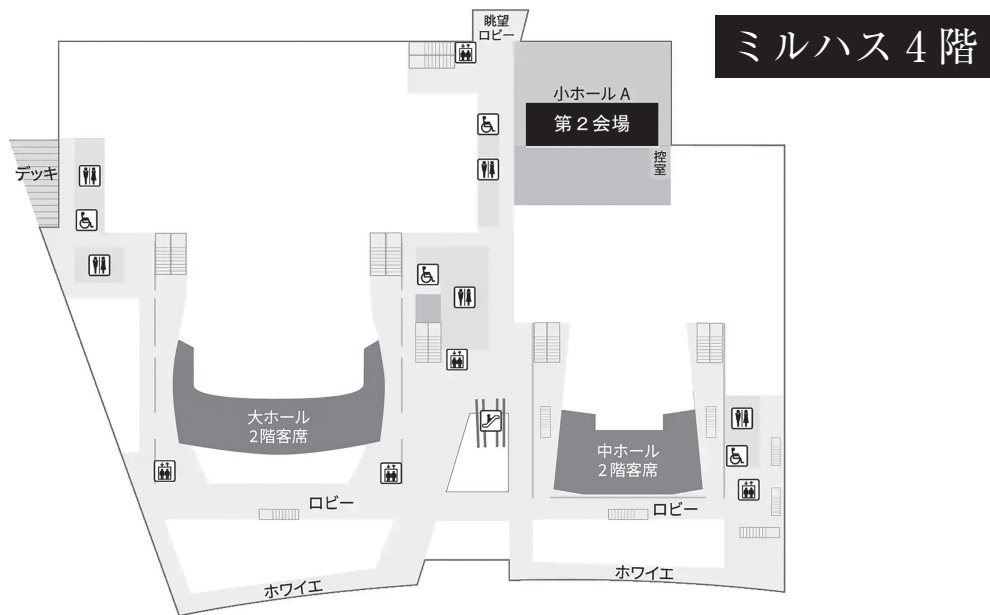 眺望
ロビー
ミルハス4階
小ホールA
第2会場
控室
デッキ
大ホール
2階客席
中ホール
2階客席
ロビー
ロビー
ホワイエ
ホワイエ